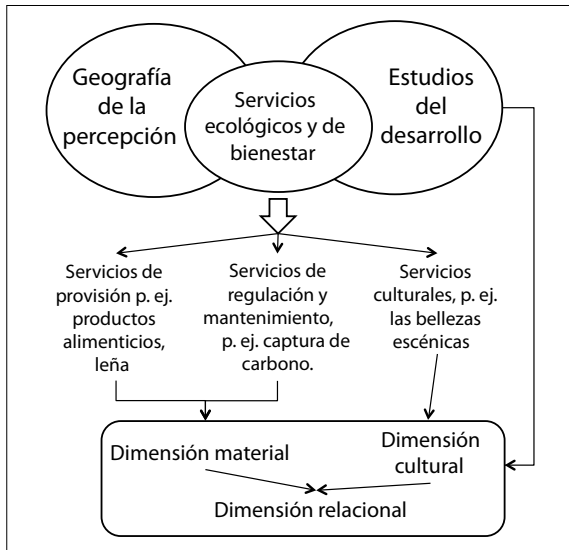 Geografía
de la
percepción
Servicios
ecológicos y de
bienestar
Estudios
del
desarrollo
Servicios de
provisión p. ej.
productos
alimenticios,
leña
Servicios de
regulación y
mantenimiento,
p. ej. captura de
carbono.
Servicios
culturales, p. ej.
las bellezas
escénicas
Dimensión material
Dimensión
cultural
Dimensión relacional